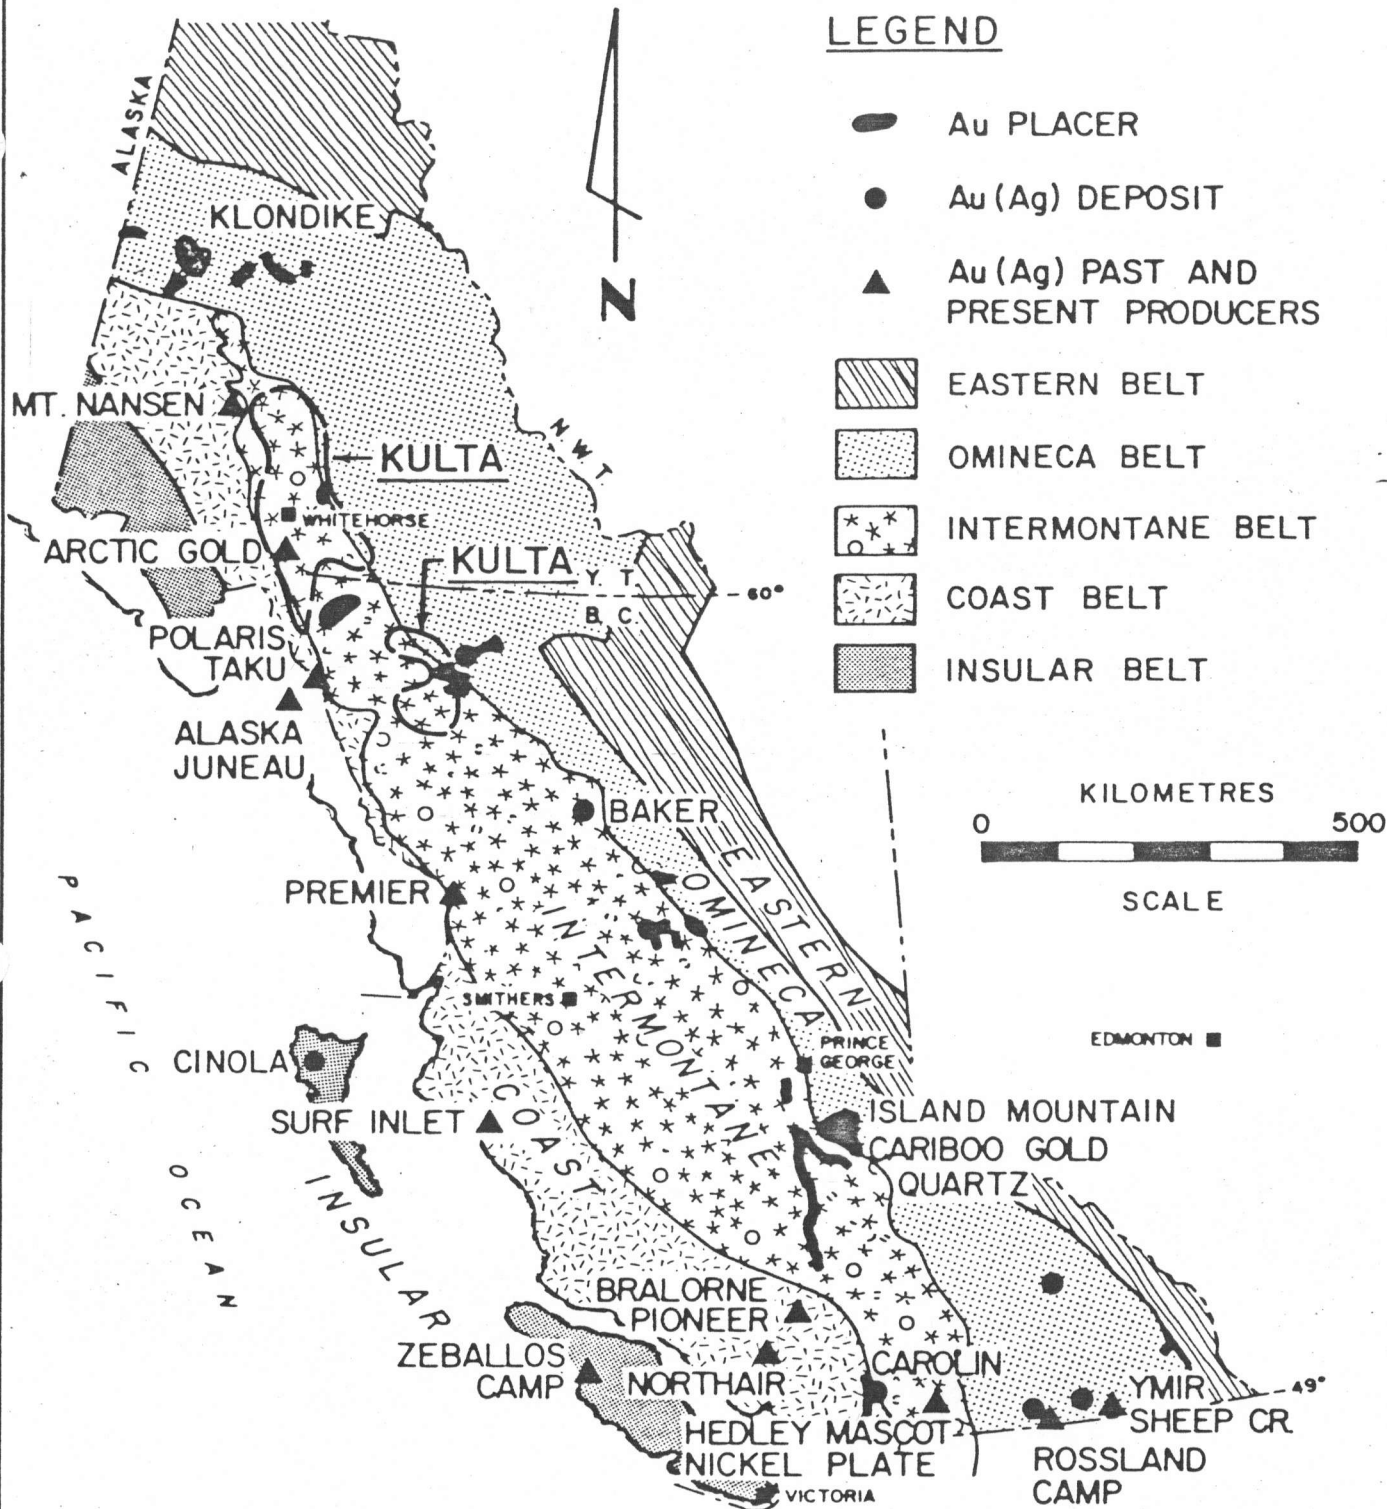 LEGEND
Au PLACER
Au (Ag) DEPOSIT
Au (Ag) PAST AND
PRESENT PRODUCERS
EASTERN BELT
OMINECA BELT
INTERMONTANE BELT
COAST BELT
INSULAR BELT
KILOMETRES
0 500
SCALE
N
ALASKA
KLONDIKE
MT. NANSEN
KULTA
NWT
WHITEHORSE
ARCTIC GOLD
KULTA
Y. T
60°
B. C
POLARIS
TAKU
ALASKA
JUNEAU
BAKER
PREMIER
EASTERN
OMINECA
INTERMONTANE
PACIFIC
OCEAN
SMITHERS
PRINCE
GEORGE
EDMONTON
CINOLA
SURF INLET
COAST
INSULAR
ISLAND MOUNTAIN
CARIBOO GOLD
QUARTZ
BRALORNE
PIONEER
ZEBALLOS
CAMP
NORTHAIR
CAROLIN
HEDLEY MASCOT
NICKEL PLATE
YMIR
SHEEP CR.
49°
ROSSLAND
CAMP
VICTORIA